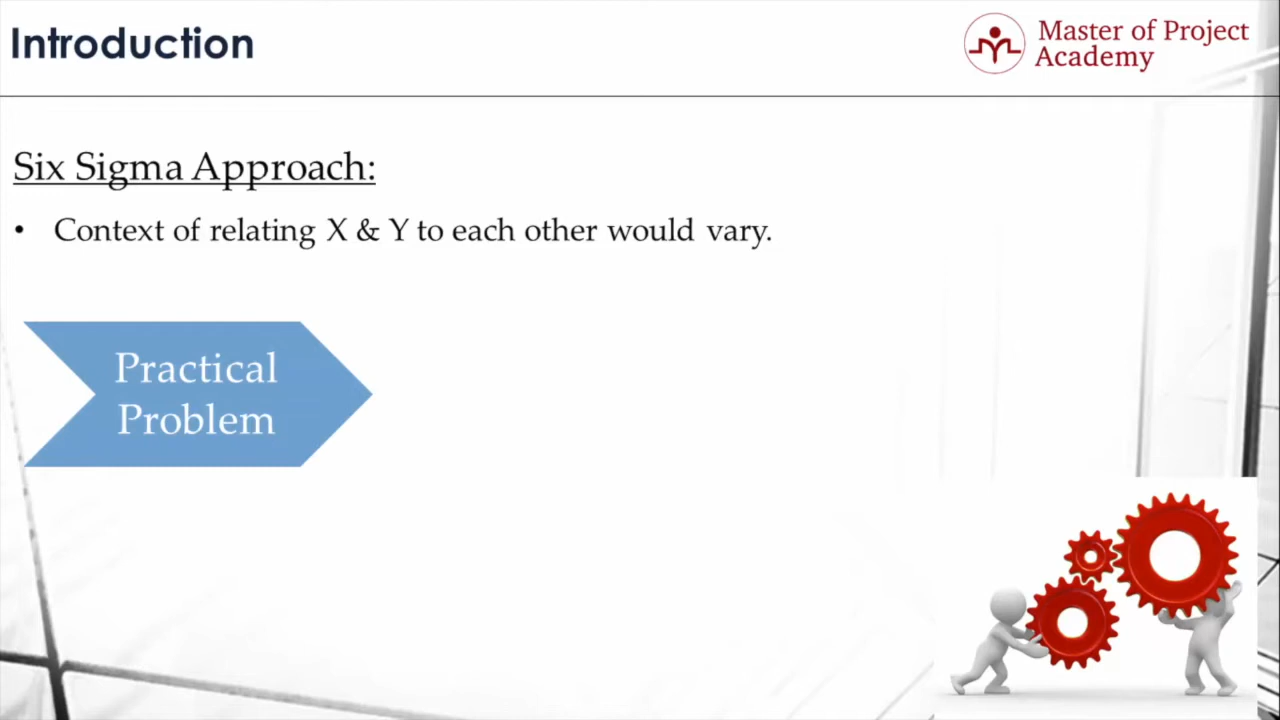 Introduction
Master of Project
Academy
Six Sigma Approach:
• Context of relating X & Y to each other would vary.
Practical
Problem